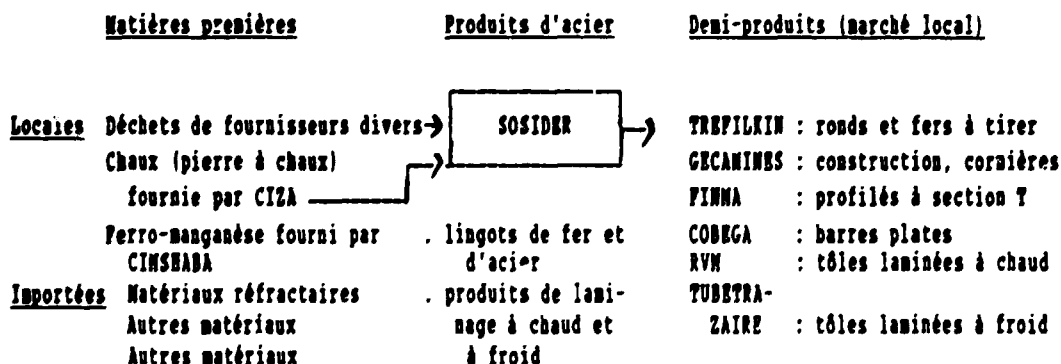 Matières premières Produits d'acier Demi-produits (marché local)
Locales Déchets de fournisseurs divers SOSIDER TREFILKIN : ronds et fers à tirer
Chaux (pierre à chaux) GECAMINES : construction, cornières
fournie par CIZA FINMA : profilés à section T
Ferro-manganèse fourni par . lingots de fer et COBEGA : barres plates
CIMSHABA d'acier RVM : tôles laminées à chaud
Importées Matériaux réfractaires . produits de lami- TUBETRA-
Autres matériaux nage à chaud et ZAIRE : tôles laminées à froid
Autres matériaux à froid